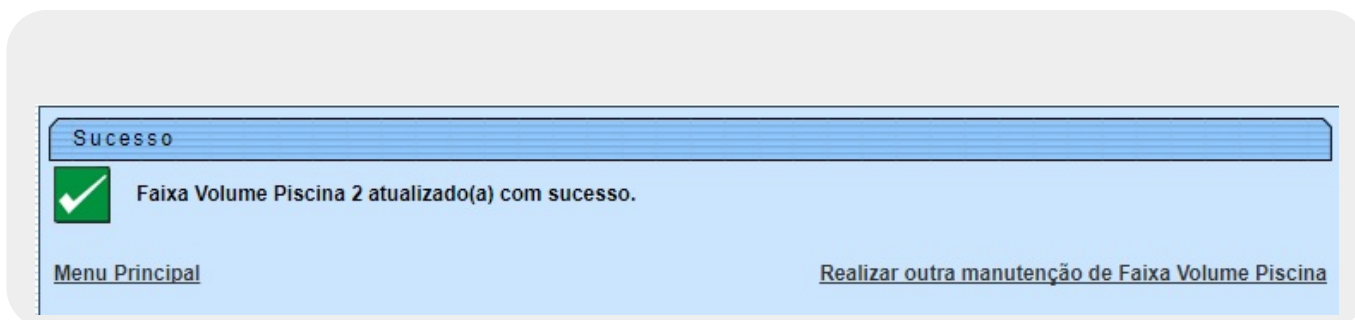 Sucesso
Faixa Volume Piscina 2 atualizado(a) com sucesso.
Menu Principal
Realizar outra manutenção de Faixa Volume Piscina